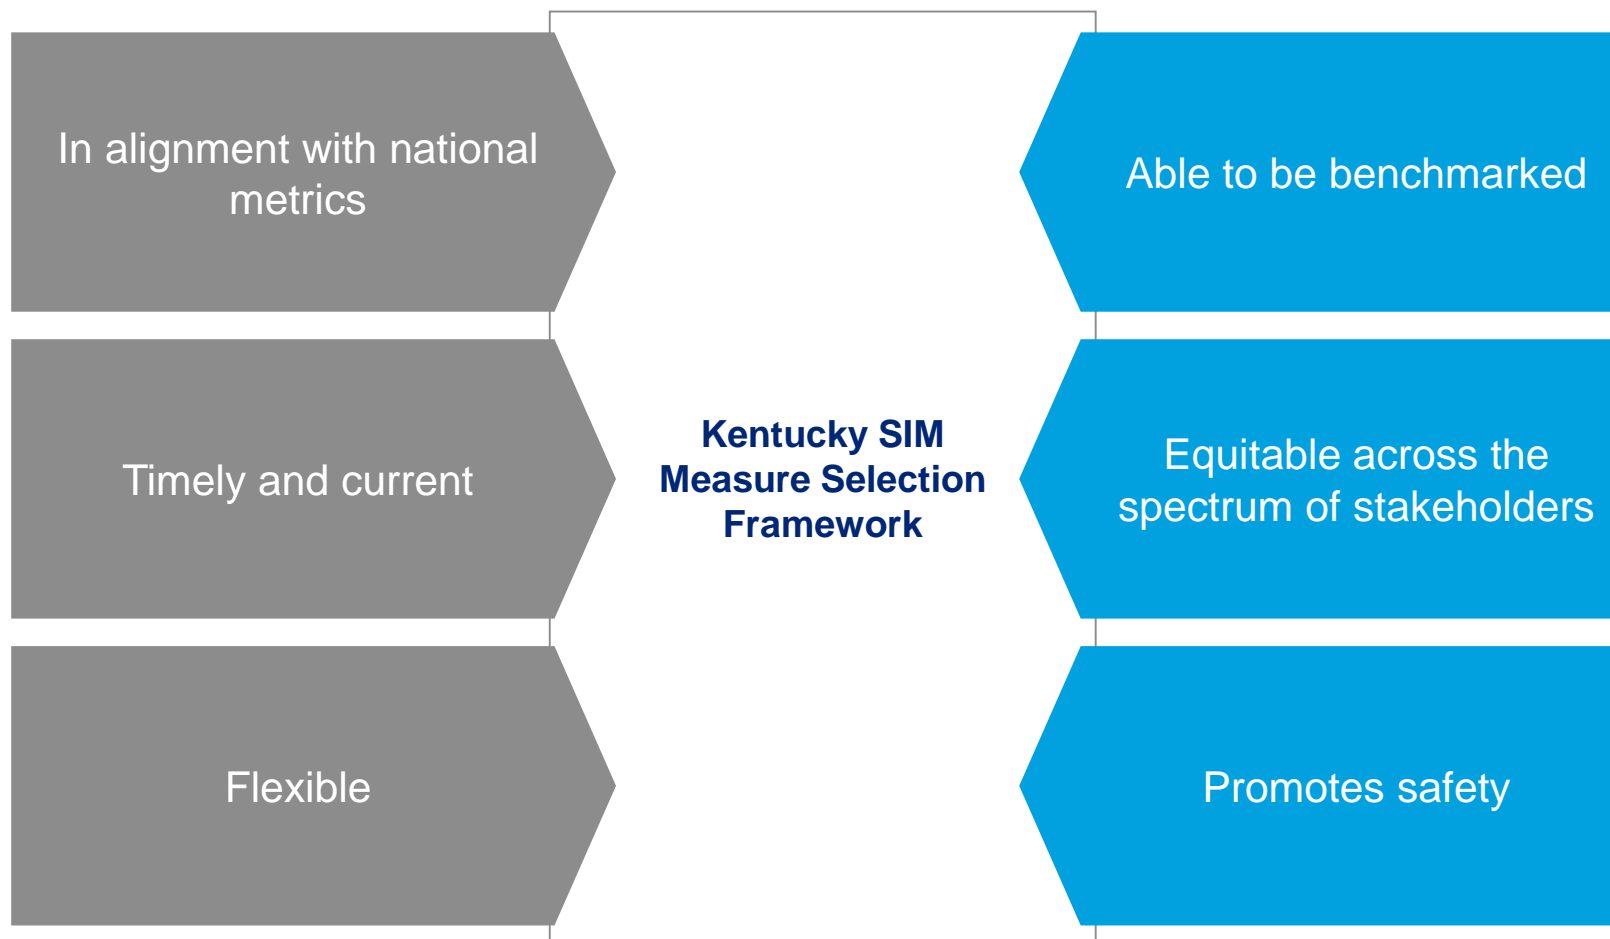 In alignment with national
metrics
Able to be benchmarked
Timely and current
Kentucky SIM
Measure Selection
Framework
Equitable across the
spectrum of stakeholders
Flexible
Promotes safety